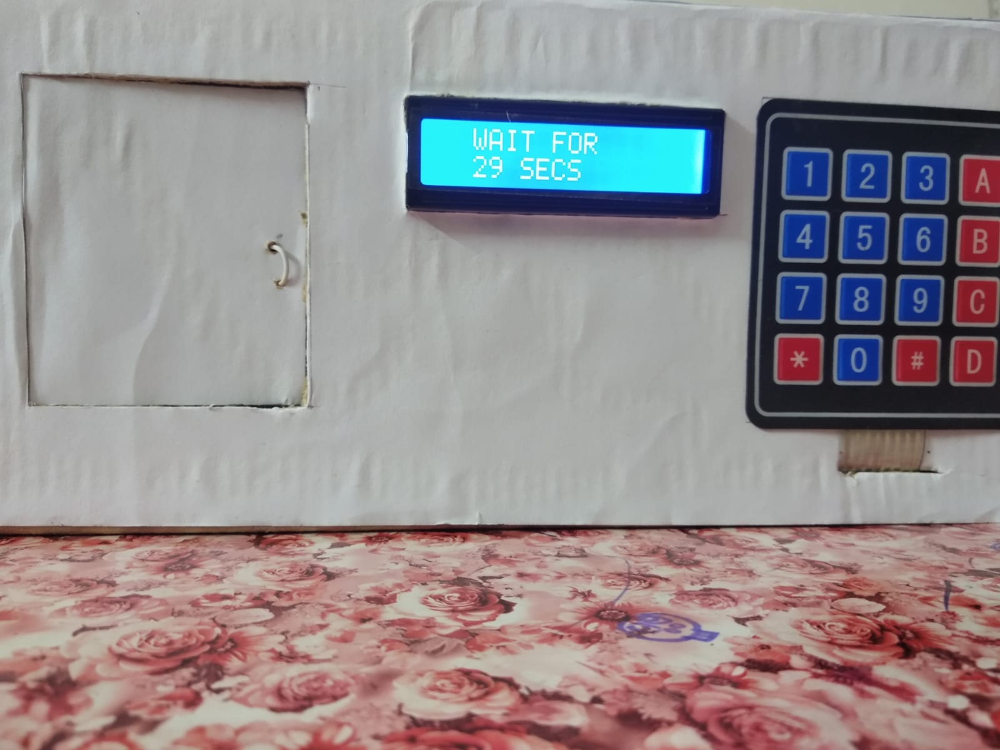 WAIT FOR
29 SECS
1 2 3 A
4 5 6 B
7 8 9 C
* 0 # D